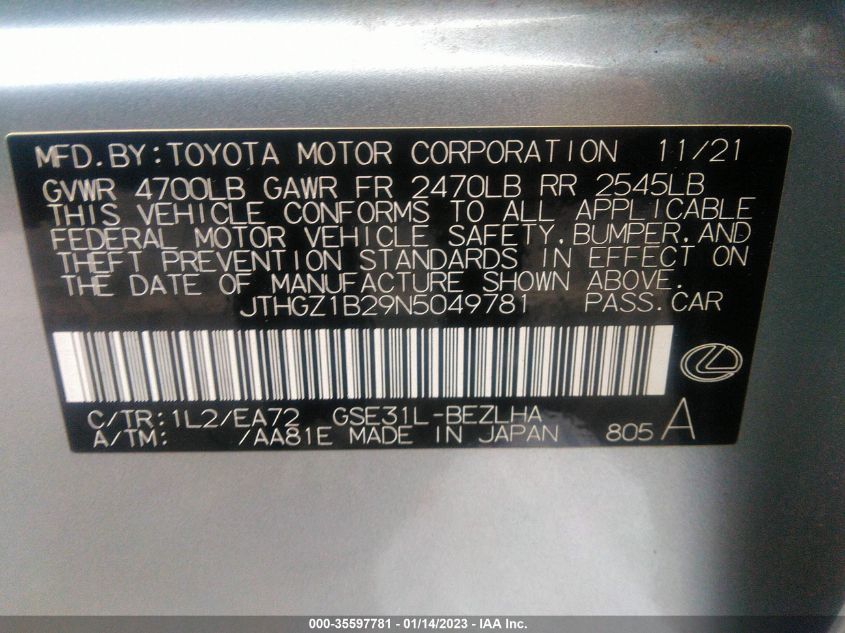 MFD.BY:TOYOTA MOTOR CORPORATION 11/21
GVWR 4700LB GAWR FR 2470LB RR 2545LB
THIS VEHICLE CONFORMS TO ALL APPLICABLE
FEDERAL MOTOR VEHICLE SAFETY,BUMPER,AND
THEFT PREVENTION STANDARDS IN EFFECT ON
THE DATE OF MANUFACTURE SHOWN ABOVE.
JTHGZ1B29N5049781 PASS.CAR
C/TR:1L2/EA72 GSE31L-BEZLHA
A/TM: /AA81E MADE IN JAPAN 805 A
000-35597781 - 01/14/2023 - IAA Inc.